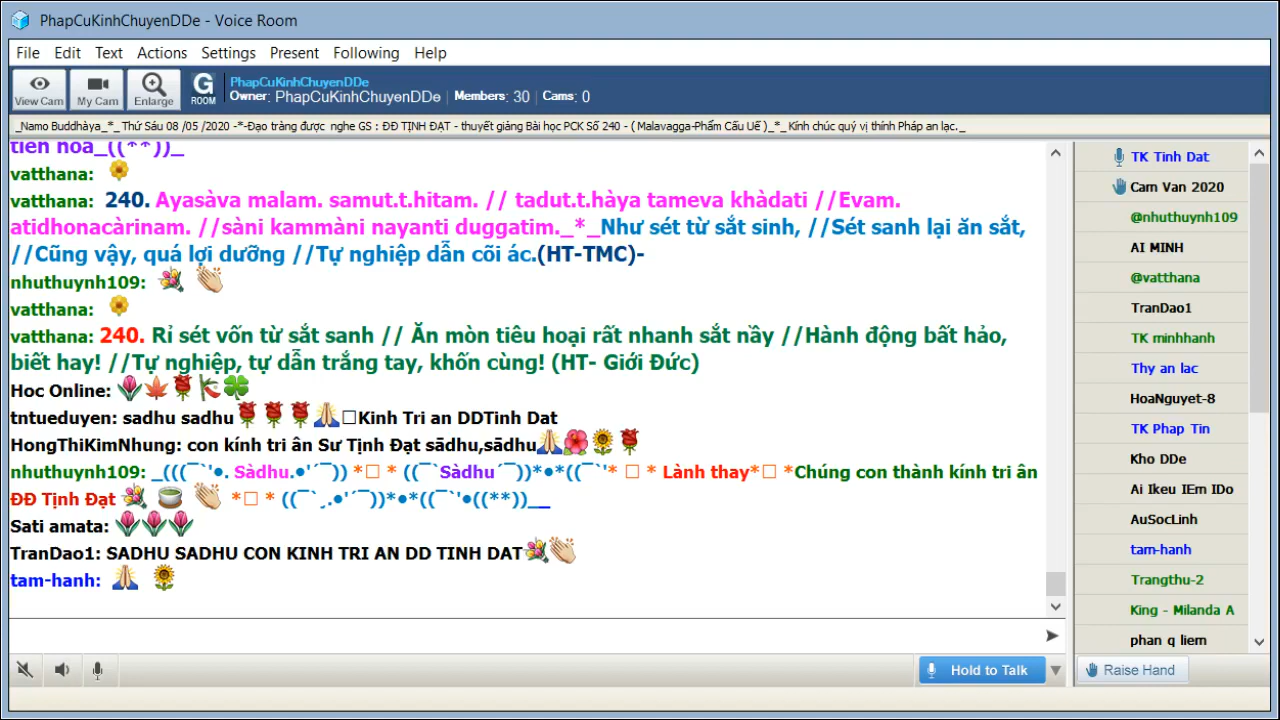 PhapCuKinhChuyenDDe - Voice Room
File Edit Text Actions Settings Present Following Help
View Cam My Cam Enlarge G ROOM
PhapCuKinhChuyenDDe
Owner: PhapCuKinhChuyenDDe Members: 30 Cams: 0
_Namo Buddhàya_*_ Thứ Sáu 08 /05 /2020 -*-Đạo tràng được nghe GS : ĐĐ TỊNH ĐẠT - thuyết giảng Bài học PCK Số 240 - ( Malavagga-Phẩm Cấu Uế )_*_ Kính chúc quý vị thính Pháp an lạc._
tiến hóa_((**))_
vatthana:
vatthana: 240. Ayasàva malam. samut.t.hitam. // tadut.t.hàya tameva khàdati //Evam.
atidhonacàrinam. //sàni kammàni nayanti duggatim._*_Như sét từ sắt sinh, //Sét sanh lại ăn sắt,
//Cũng vậy, quá lợi dưỡng //Tự nghiệp dẫn cõi ác.(HT-TMC)-
nhuthuynh109:
vatthana:
vatthana: 240. Rỉ sét vốn từ sắt sanh // Ăn mòn tiêu hoại rất nhanh sắt nầy //Hành động bất hảo,
biết hay! //Tự nghiệp, tự dẫn trắng tay, khốn cùng! (HT- Giới Đức)
Hoc Online:
tntueduyen: sadhu sadhu Kinh Tri an DDTinh Dat
HongThiKimNhung: con kính tri ân Sư Tịnh Đạt sādhu,sādhu
nhuthuynh109: _(((¯`'•. Sàdhu.•'´¯)) *□ * ((¯`Sàdhu´¯))*•*((¯`'* □ * Lành thay*□ *Chúng con thành kính tri ân
ĐĐ Tịnh Đạt *□ * ((¯`¸.•'´¯))*•*((¯`'•((**))__
Sati amata:
TranDao1: SADHU SADHU CON KINH TRI AN DD TINH DAT
tam-hanh:
Hold to Talk
TK Tinh Dat
Cam Van 2020
@nhuthuynh109
AI MINH
@vatthana
TranDao1
TK minhhanh
Thy an lac
HoaNguyet-8
TK Phap Tin
Kho DDe
Ai Ikeu IEm IDo
AuSocLinh
tam-hanh
Trangthu-2
King - Milanda A
phan q liem
Raise Hand